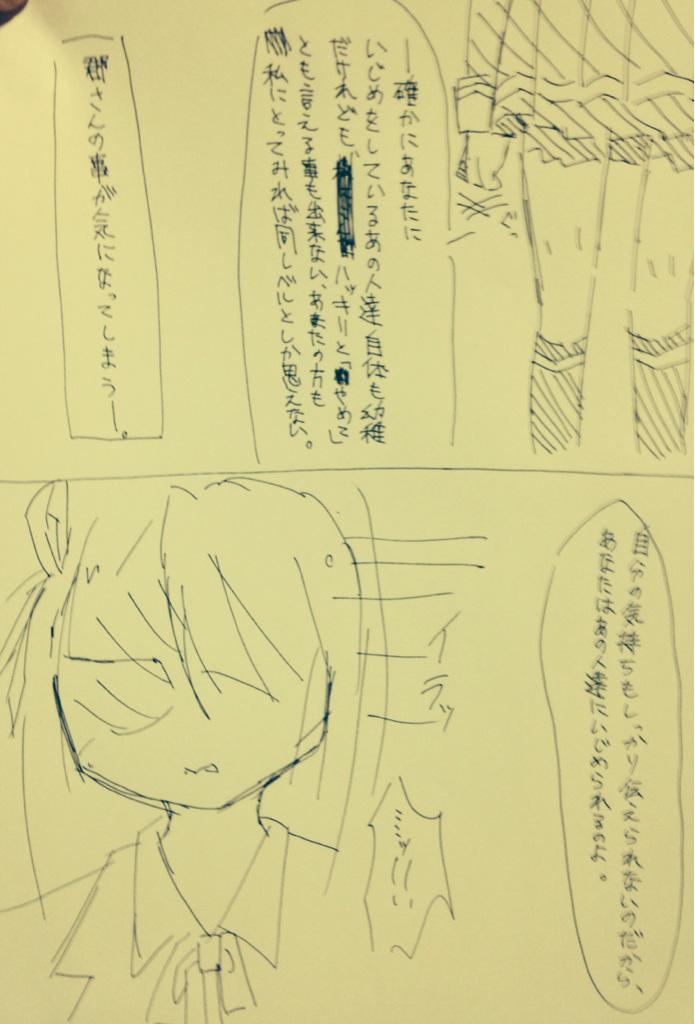 ー確かにあなたに
いじめをしているあの人達自体も幼稚
だけれども ハッキリと「やめて」
とも言える事も出来ない、あなたの方も
私にとってみれば同レベルとしか思えない。
さんの事が気になってしまうー。
ぐっ
自分の気持ちもしっかり伝えられないのだから、
あなたはあの人達にいじめられるのよ。
イラッ